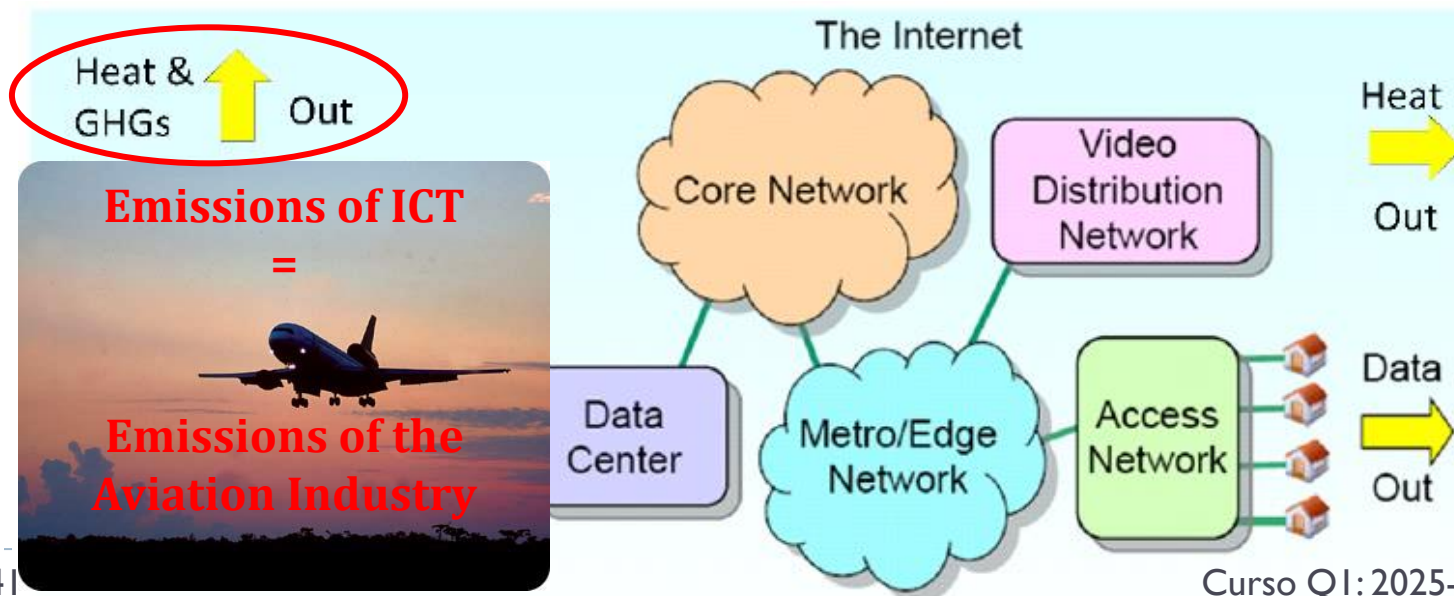 The Internet
Heat &
GHGs
Out
Emissions of ICT
=
Emissions of the
Aviation Industry
Core Network
Video
Distribution
Network
Data
Center
Metro/Edge
Network
Access
Network
Heat
Out
Data
Out
41
Curso Q1: 2025-